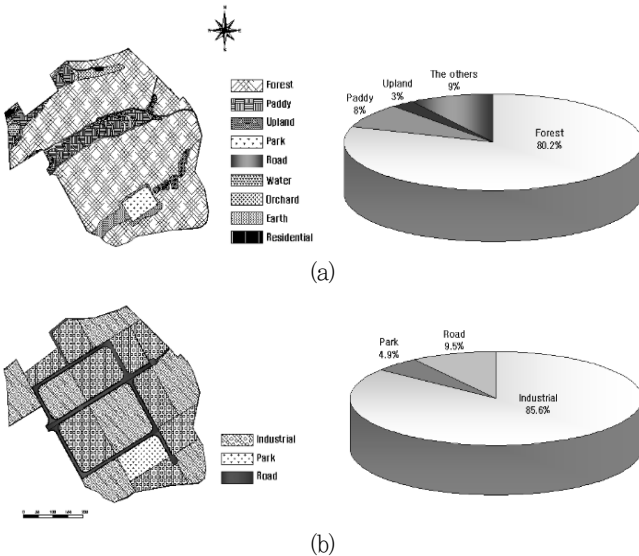 Forest
Paddy
Upland
Park
Road
Water
Orchard
Earth
Residential
The others
9%
Upland
3%
Paddy
8%
Forest
80.2%
(a)
Industrial
Park
Road
Road
9.5%
Park
4.9%
Industrial
85.6%
(b)